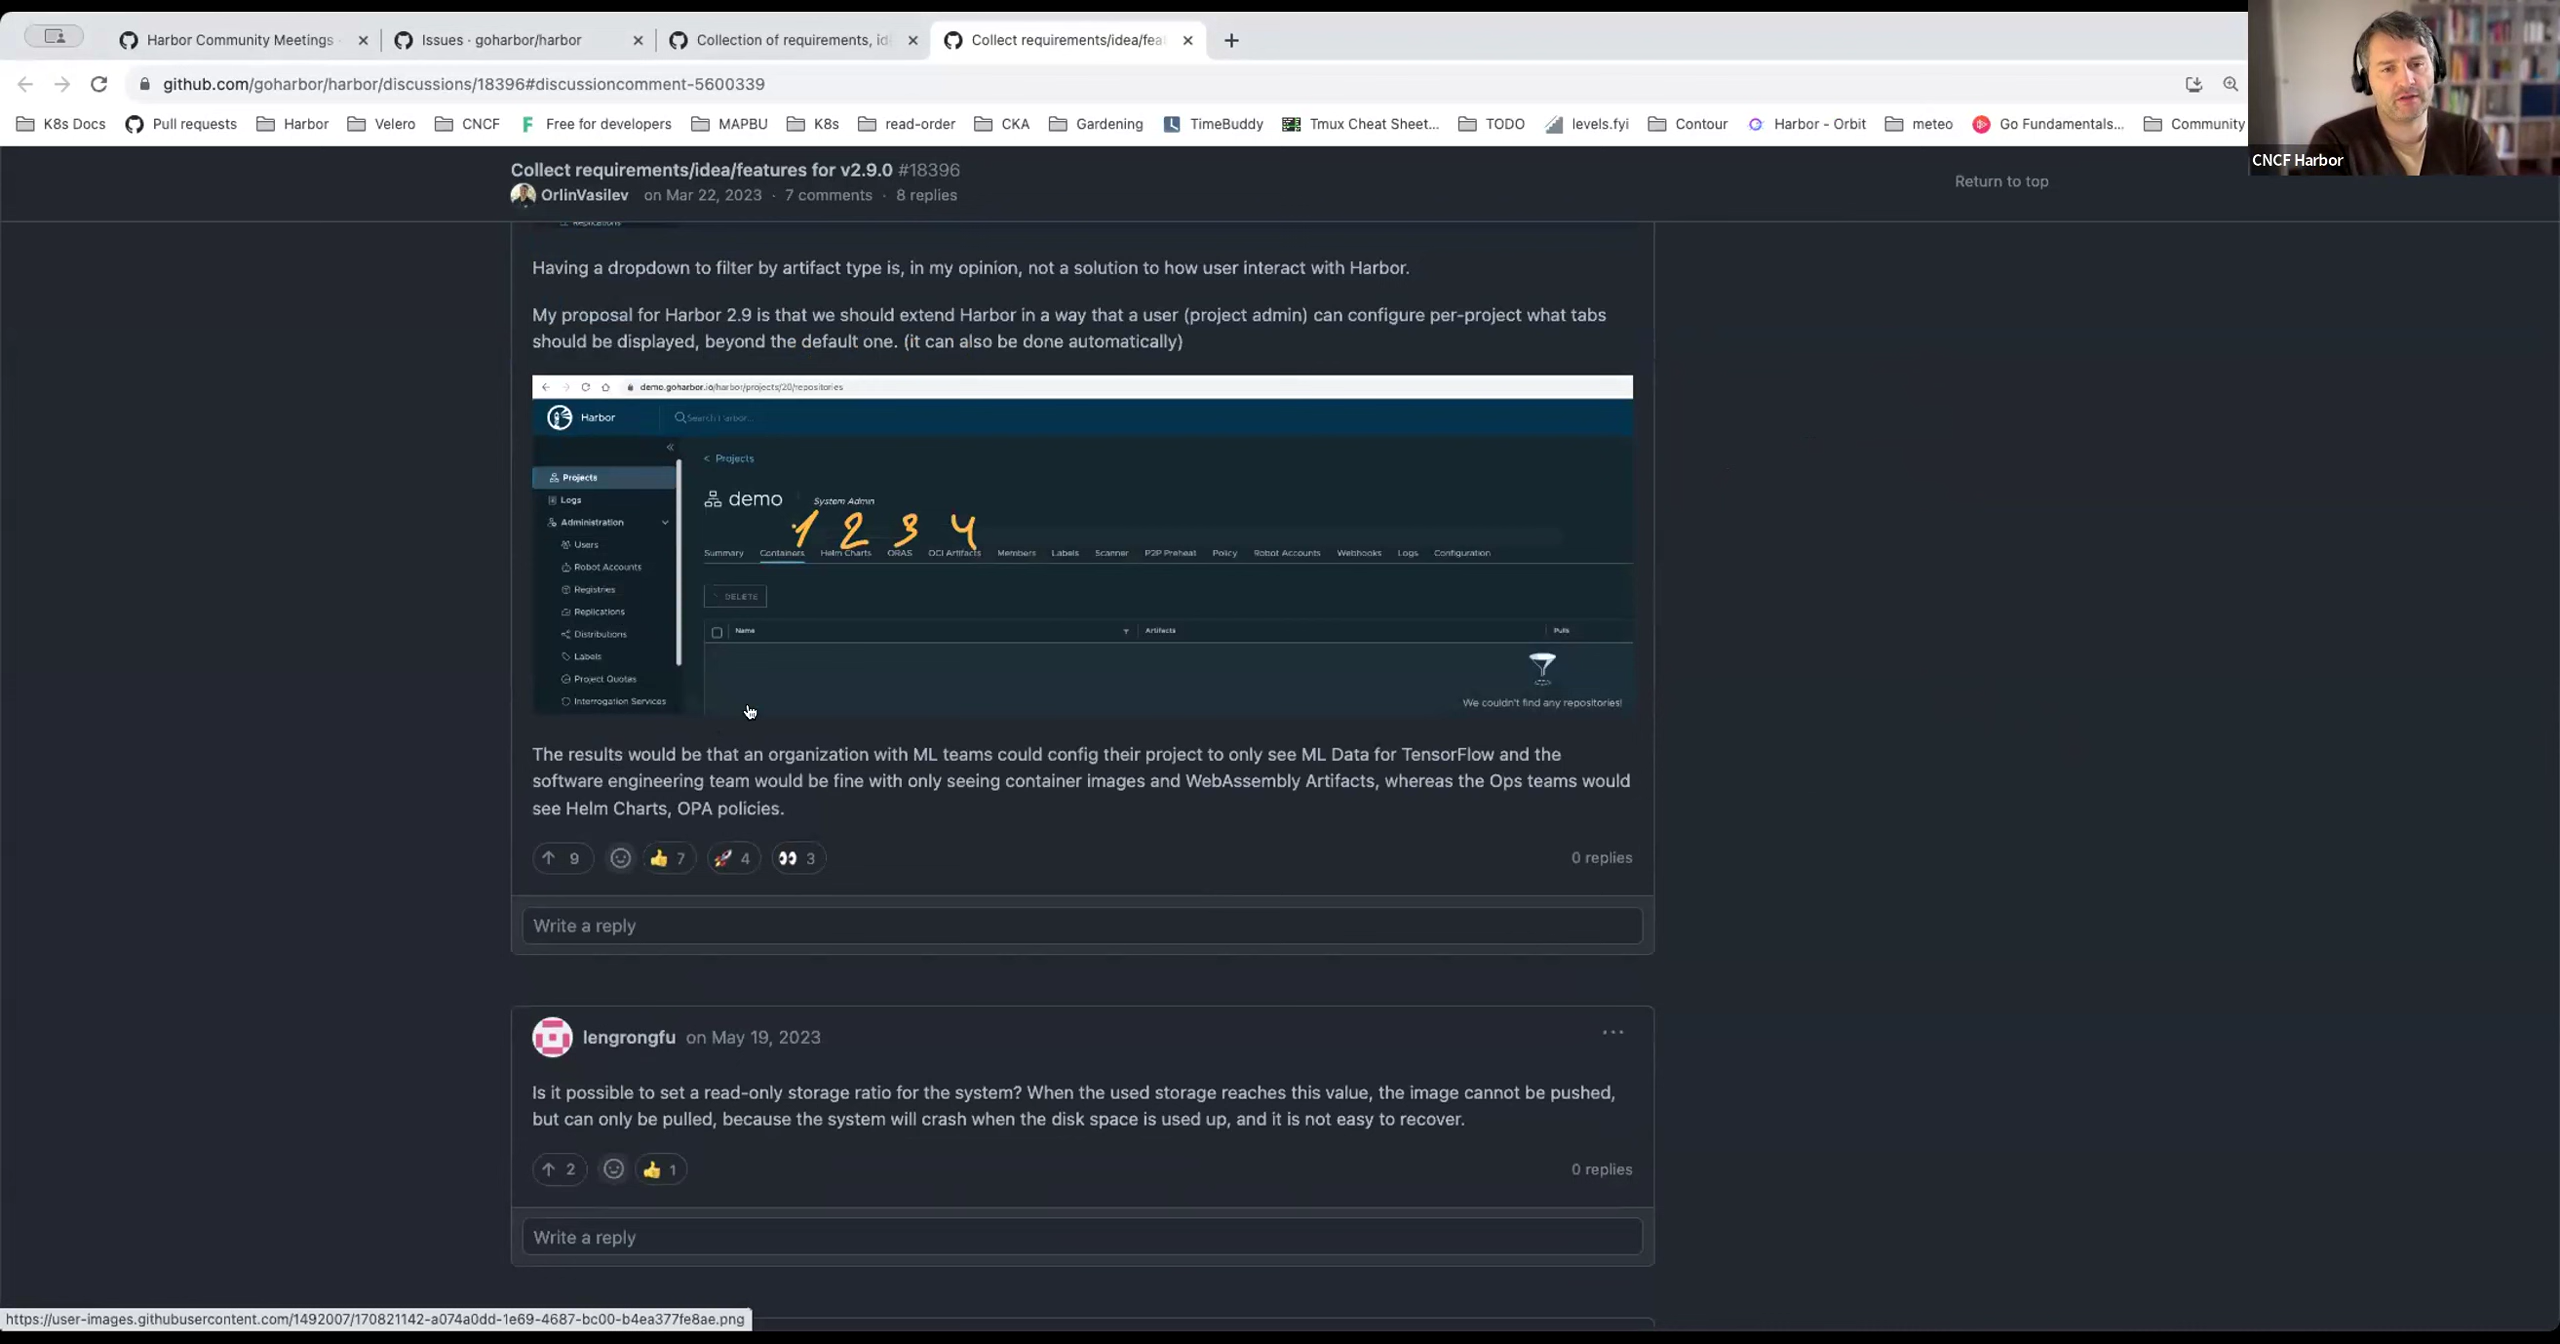 Harbor Community Meetings
Issues · goharbor/harbor
Collection of requirements, id
Collect requirements/idea/fea
github.com/goharbor/harbor/discussions/18396#discussioncomment-5600339
K8s Docs Pull requests Harbor Velero CNCF Free for developers MAPBU K8s read-order CKA Gardening TimeBuddy Tmux Cheat Sheet... TODO levels.fyi Contour Harbor - Orbit meteo Go Fundamentals... Community
CNCF Harbor
Collect requirements/idea/features for v2.9.0 #18396
OrlinVasilev on Mar 22, 2023 · 7 comments · 8 replies
Return to top
Replications
Having a dropdown to filter by artifact type is, in my opinion, not a solution to how user interact with Harbor.
My proposal for Harbor 2.9 is that we should extend Harbor in a way that a user (project admin) can configure per-project what tabs
should be displayed, beyond the default one. (it can also be done automatically)
demo.goharbor.io/harbor/projects/20/repositories
Harbor
Search Harbor...
« 
< Projects
Projects
demo System Admin
Logs
1 2 3 4
Administration
Users
Summary Containers Helm Charts ORAS OCI Artifacts Members Labels Scanner P2P Preheat Policy Robot Accounts Webhooks Logs Configuration
Robot Accounts
Registries
DELETE
Replications
Distributions
Name Artifacts Pulls
Labels
Project Quotas
Interrogation Services
We couldn't find any repositories!
The results would be that an organization with ML teams could config their project to only see ML Data for TensorFlow and the
software engineering team would be fine with only seeing container images and WebAssembly Artifacts, whereas the Ops teams would
see Helm Charts, OPA policies.
↑ 9 👍 7 🚀 4 👀 3
0 replies
Write a reply
lengrongfu on May 19, 2023
Is it possible to set a read-only storage ratio for the system? When the used storage reaches this value, the image cannot be pushed,
but can only be pulled, because the system will crash when the disk space is used up, and it is not easy to recover.
↑ 2 👍 1
0 replies
Write a reply
https://user-images.githubusercontent.com/1492007/170821142-a074a0dd-1e69-4687-bc00-b4ea377fe8ae.png